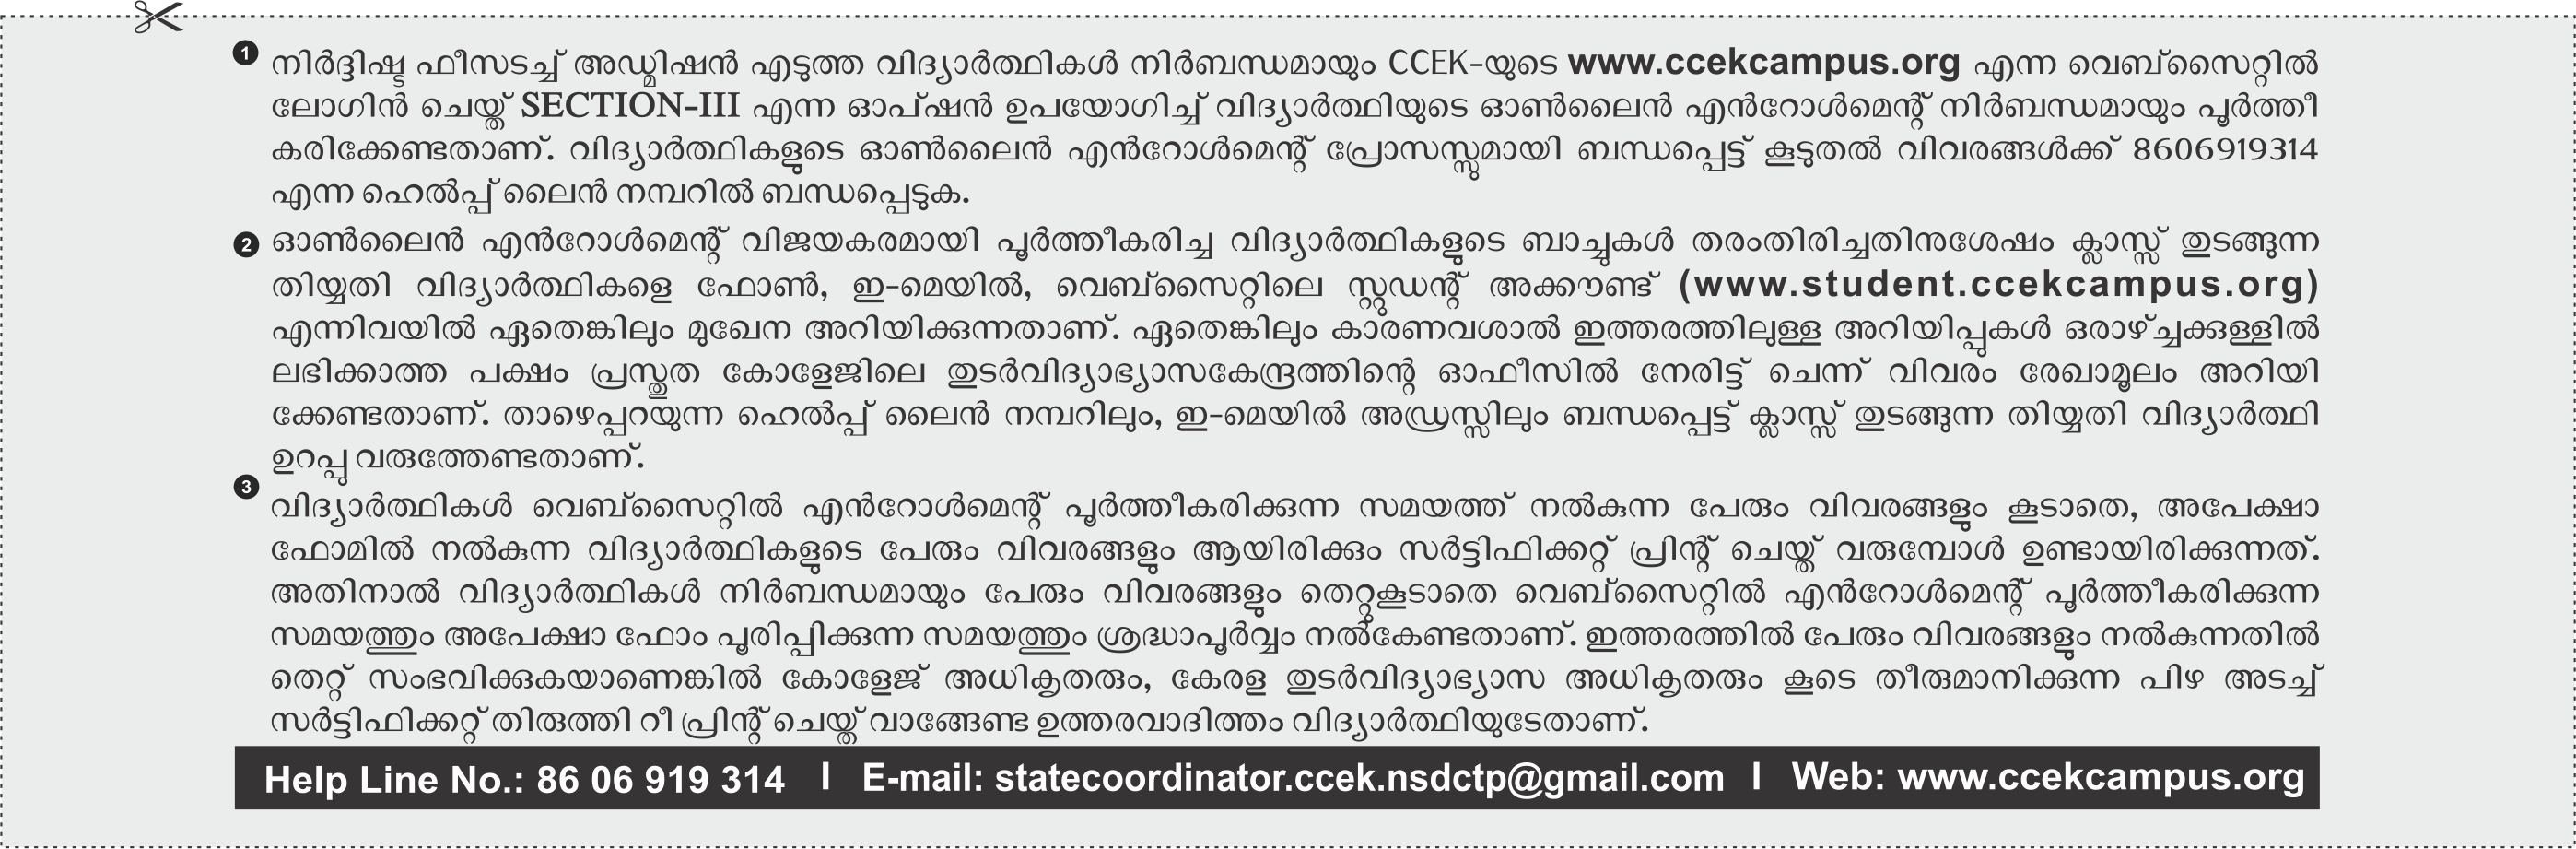 1 നിർദ്ദിഷ്ട ഫീസടച്ച് അഡ്മിഷൻ എടുത്ത വിദ്യാർത്ഥികൾ നിർബന്ധമായും CCEK-യുടെ www.ccekcampus.org എന്ന വെബ്സൈറ്റിൽ
ലോഗിൻ ചെയ്ത് SECTION-III എന്ന ഓപ്ഷൻ ഉപയോഗിച്ച് വിദ്യാർത്ഥിയുടെ ഓൺലൈൻ എൻറോൾമെന്റ് നിർബന്ധമായും പൂർത്തീ
കരിക്കേണ്ടതാണ്. വിദ്യാർത്ഥികളുടെ ഓൺലൈൻ എൻറോൾമെന്റ് പ്രോസസ്സുമായി ബന്ധപ്പെട്ട് കൂടുതൽ വിവരങ്ങൾക്ക് 8606919314
എന്ന ഹെൽപ്പ് ലൈൻ നമ്പറിൽ ബന്ധപ്പെടുക.
2 ഓൺലൈൻ എൻറോൾമെന്റ് വിജയകരമായി പൂർത്തീകരിച്ച വിദ്യാർത്ഥികളുടെ ബാച്ചുകൾ തരംതിരിച്ചതിനുശേഷം ക്ലാസ്സ് തുടങ്ങുന്ന
തിയ്യതി വിദ്യാർത്ഥികളെ ഫോൺ, ഇ-മെയിൽ, വെബ്സൈറ്റിലെ സ്റ്റുഡന്റ് അക്കൗണ്ട് (www.student.ccekcampus.org)
എന്നിവയിൽ ഏതെങ്കിലും മുഖേന അറിയിക്കുന്നതാണ്. ഏതെങ്കിലും കാരണവശാൽ ഇത്തരത്തിലുള്ള അറിയിപ്പുകൾ ഒരാഴ്ച്ചക്കുള്ളിൽ
ലഭിക്കാത്ത പക്ഷം പ്രസ്തുത കോളേജിലെ തുടർവിദ്യാഭ്യാസകേന്ദ്രത്തിന്റെ ഓഫീസിൽ നേരിട്ട് ചെന്ന് വിവരം രേഖാമൂലം അറിയി
ക്കേണ്ടതാണ്. താഴെപ്പറയുന്ന ഹെൽപ്പ് ലൈൻ നമ്പറിലും, ഇ-മെയിൽ അഡ്രസ്സിലും ബന്ധപ്പെട്ട് ക്ലാസ്സ് തുടങ്ങുന്ന തിയ്യതി വിദ്യാർത്ഥി
ഉറപ്പു വരുത്തേണ്ടതാണ്.
3 വിദ്യാർത്ഥികൾ വെബ്സൈറ്റിൽ എൻറോൾമെന്റ് പൂർത്തീകരിക്കുന്ന സമയത്ത് നൽകുന്ന പേരും വിവരങ്ങളും കൂടാതെ, അപേക്ഷാ
ഫോമിൽ നൽകുന്ന വിദ്യാർത്ഥികളുടെ പേരും വിവരങ്ങളും ആയിരിക്കും സർട്ടിഫിക്കറ്റ് പ്രിന്റ് ചെയ്ത് വരുമ്പോൾ ഉണ്ടായിരിക്കുന്നത്.
അതിനാൽ വിദ്യാർത്ഥികൾ നിർബന്ധമായും പേരും വിവരങ്ങളും തെറ്റുകൂടാതെ വെബ്സൈറ്റിൽ എൻറോൾമെന്റ് പൂർത്തീകരിക്കുന്ന
സമയത്തും അപേക്ഷാ ഫോം പൂരിപ്പിക്കുന്ന സമയത്തും ശ്രദ്ധാപൂർവ്വം നൽകേണ്ടതാണ്. ഇത്തരത്തിൽ പേരും വിവരങ്ങളും നൽകുന്നതിൽ
തെറ്റ് സംഭവിക്കുകയാണെങ്കിൽ കോളേജ് അധികൃതരും, കേരള തുടർവിദ്യാഭ്യാസ അധികൃതരും കൂടെ തീരുമാനിക്കുന്ന പിഴ അടച്ച്
സർട്ടിഫിക്കറ്റ് തിരുത്തി റീ പ്രിന്റ് ചെയ്ത് വാങ്ങേണ്ട ഉത്തരവാദിത്തം വിദ്യാർത്ഥിയുടേതാണ്.
Help Line No.: 86 06 919 314 I E-mail: statecoordinator.ccek.nsdctp@gmail.com I Web: www.ccekcampus.org